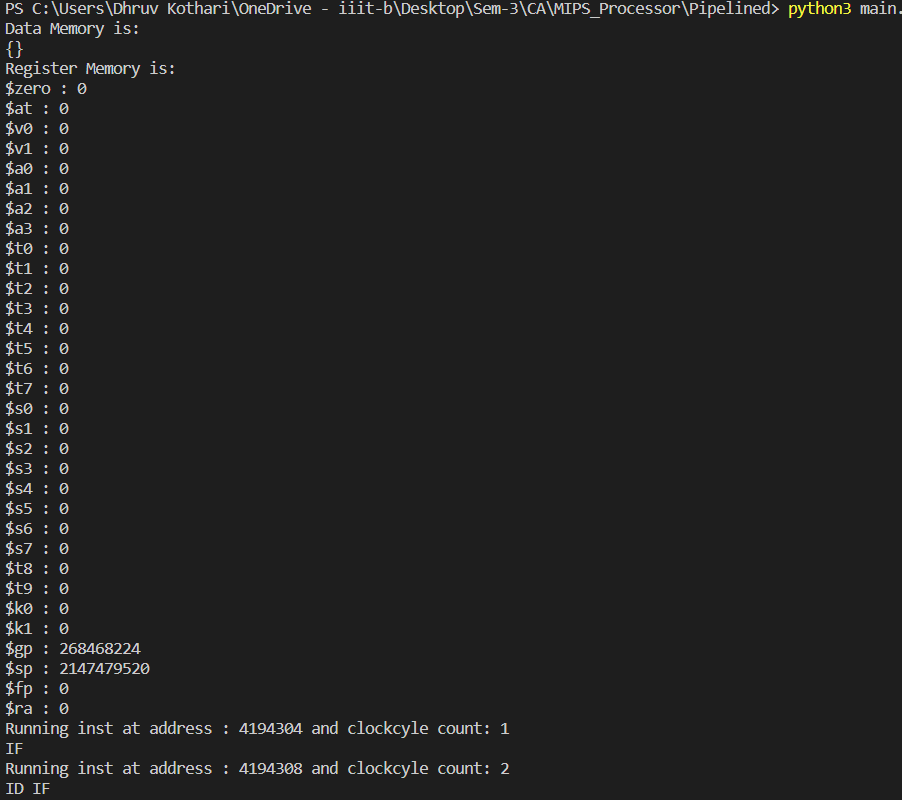 PS C:\Users\Dhruv Kothari\OneDrive - iiit-b\Desktop\Sem-3\CA\MIPS_Processor\Pipelined> python3 main.
Data Memory is:
{}
Register Memory is:
$zero : 0
$at : 0
$v0 : 0
$v1 : 0
$a0 : 0
$a1 : 0
$a2 : 0
$a3 : 0
$t0 : 0
$t1 : 0
$t2 : 0
$t3 : 0
$t4 : 0
$t5 : 0
$t6 : 0
$t7 : 0
$s0 : 0
$s1 : 0
$s2 : 0
$s3 : 0
$s4 : 0
$s5 : 0
$s6 : 0
$s7 : 0
$t8 : 0
$t9 : 0
$k0 : 0
$k1 : 0
$gp : 268468224
$sp : 2147479520
$fp : 0
$ra : 0
Running inst at address : 4194304 and clockcyle count: 1
IF
Running inst at address : 4194308 and clockcyle count: 2
ID IF